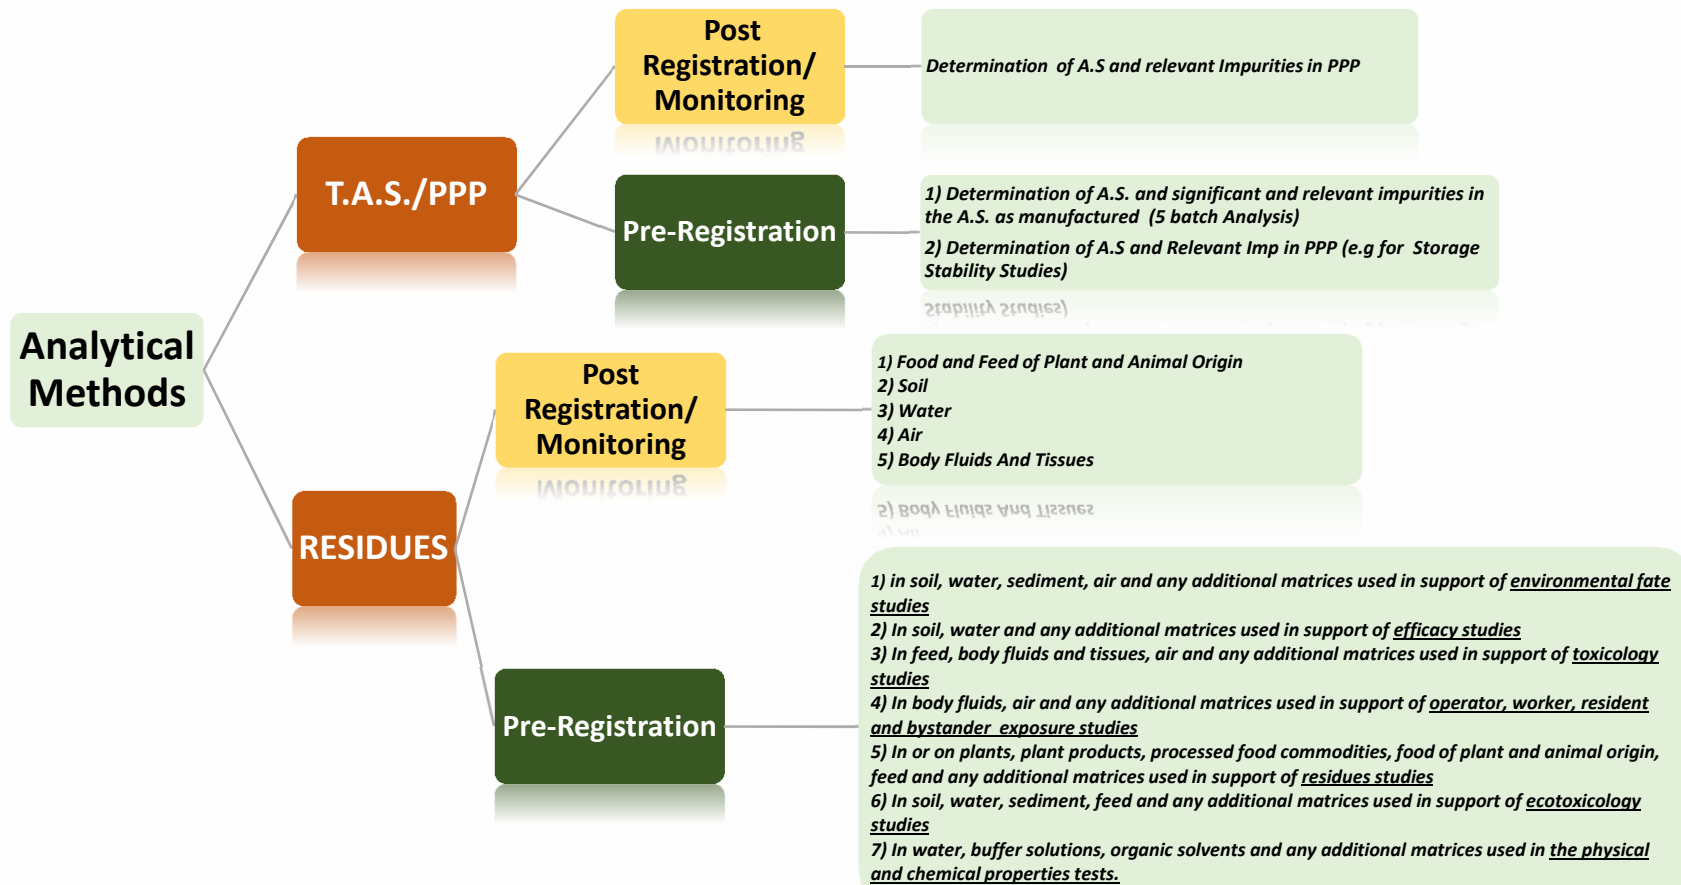 Analytical
Methods
T.A.S./PPP
Post
Registration/
Monitoring
Determination of A.S and relevant Impurities in PPP
Pre-Registration
1) Determination of A.S. and significant and relevant impurities in
the A.S. as manufactured (5 batch Analysis)
2) Determination of A.S and Relevant Imp in PPP (e.g for Storage
Stability Studies)
RESIDUES
Post
Registration/
Monitoring
1) Food and Feed of Plant and Animal Origin
2) Soil
3) Water
4) Air
5) Body Fluids And Tissues
Pre-Registration
1) in soil, water, sediment, air and any additional matrices used in support of environmental fate
studies
2) In soil, water and any additional matrices used in support of efficacy studies
3) In feed, body fluids and tissues, air and any additional matrices used in support of toxicology
studies
4) In body fluids, air and any additional matrices used in support of operator, worker, resident
and bystander exposure studies
5) In or on plants, plant products, processed food commodities, food of plant and animal origin,
feed and any additional matrices used in support of residues studies
6) In soil, water, sediment, feed and any additional matrices used in support of ecotoxicology
studies
7) In water, buffer solutions, organic solvents and any additional matrices used in the physical
and chemical properties tests.